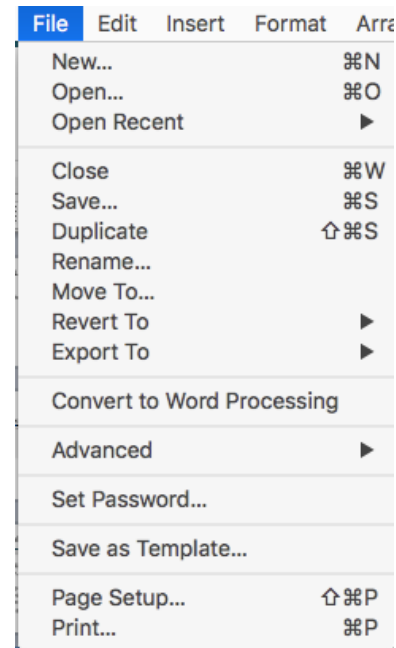 File Edit Insert Format Arra
New... ⌘N
Open... ⌘O
Open Recent ▶
Close ⌘W
Save... ⌘S
Duplicate ⇧⌘S
Rename...
Move To...
Revert To ▶
Export To ▶
Convert to Word Processing
Advanced ▶
Set Password...
Save as Template...
Page Setup... ⇧⌘P
Print... ⌘P